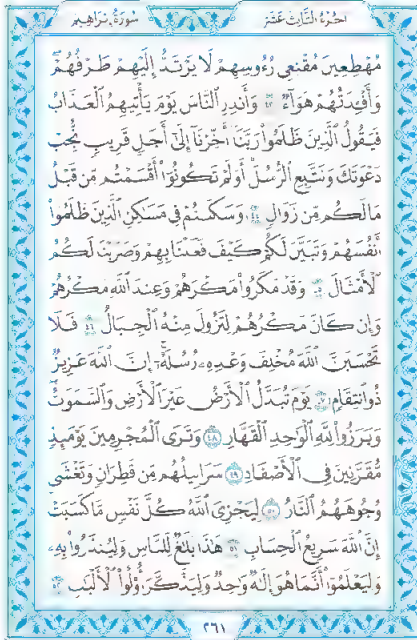 الجزء الثالث عشر
سورة إبراهيم
مُهْطِعِينَ مُقْنِعِي رُءُوسِهِمْ لَا يَرْتَدُّ إِلَيْهِمْ طَرْفُهُمْ
وَأَفْئِدَتُهُمْ هَوَاءٌ ٤٣ وَأَنذِرِ النَّاسَ يَوْمَ يَأْتِيهِمُ الْعَذَابُ
فَيَقُولُ الَّذِينَ ظَلَمُوا رَبَّنَا أَخِّرْنَا إِلَىٰ أَجَلٍ قَرِيبٍ نُّجِبْ
دَعْوَتَكَ وَنَتَّبِعِ الرُّسُلَ أَوَلَمْ تَكُونُوا أَقْسَمْتُم مِّن قَبْلُ
مَا لَكُم مِّن زَوَالٍ ٤٤ وَسَكَنتُمْ فِي مَسَٰكِنِ الَّذِينَ ظَلَمُوا
أَنفُسَهُمْ وَتَبَيَّنَ لَكُمْ كَيْفَ فَعَلْنَا بِهِمْ وَضَرَبْنَا لَكُمُ
الْأَمْثَالَ ٤٥ وَقَدْ مَكَرُوا مَكْرَهُمْ وَعِندَ اللَّهِ مَكْرُهُمْ
وَإِن كَانَ مَكْرُهُمْ لِتَزُولَ مِنْهُ الْجِبَالُ ٤٦ فَلَا
تَحْسَبَنَّ اللَّهَ مُخْلِفَ وَعْدِهِ رُسُلَهُ إِنَّ اللَّهَ عَزِيزٌ
ذُو انتِقَامٍ ٤٧ يَوْمَ تُبَدَّلُ الْأَرْضُ غَيْرَ الْأَرْضِ وَالسَّمَٰوَٰتُ
وَبَرَزُوا لِلَّهِ الْوَٰحِدِ الْقَهَّارِ ٤٨ وَتَرَى الْمُجْرِمِينَ يَوْمَئِذٍ
مُّقَرَّنِينَ فِي الْأَصْفَادِ ٤٩ سَرَابِيلُهُم مِّن قَطِرَانٍ وَتَغْشَىٰ
وُجُوهَهُمُ النَّارُ ٥٠ لِيَجْزِيَ اللَّهُ كُلَّ نَفْسٍ مَّا كَسَبَتْ
إِنَّ اللَّهَ سَرِيعُ الْحِسَابِ ٥١ هَٰذَا بَلَٰغٌ لِّلنَّاسِ وَلِيُنذَرُوا بِهِ
وَلِيَعْلَمُوا أَنَّمَا هُوَ إِلَٰهٌ وَٰحِدٌ وَلِيَذَّكَّرَ أُولُوا الْأَلْبَٰبِ ٥٢
٢٦١